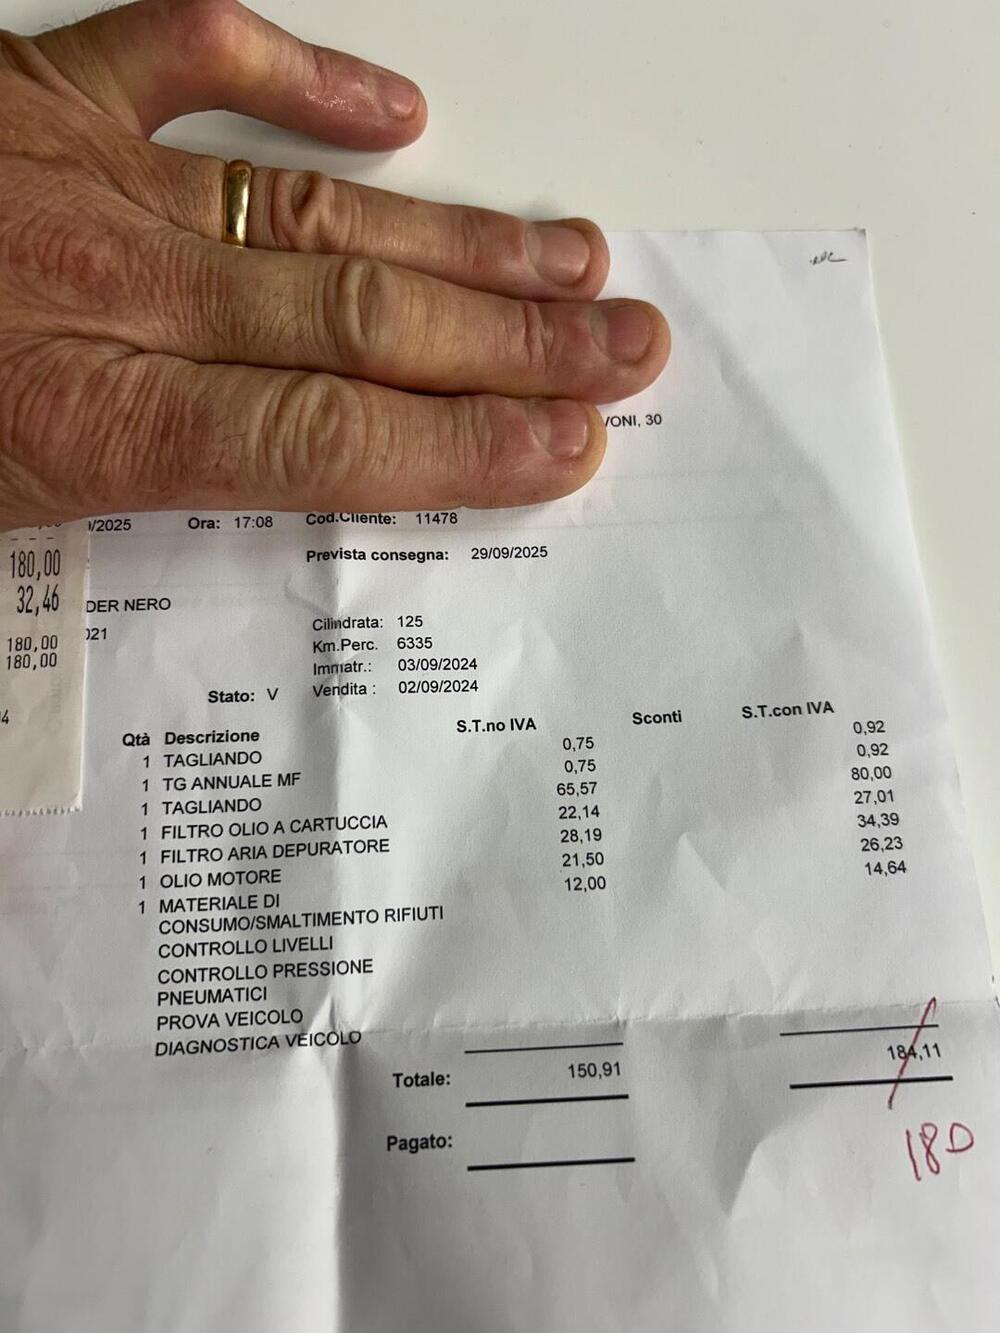 VONI, 30
/2025 Ora: 17:08 Cod.Cliente: 11478
Prevista consegna: 29/09/2025
180,00
32,46
180,00
180,00
DER NERO
021
Cilindrata: 125
Km.Perc. 6335
Immatr.: 03/09/2024
Stato: V Vendita : 02/09/2024
Qtà Descrizione S.T.no IVA Sconti S.T.con IVA
1 TAGLIANDO 0,75 0,92
1 TG ANNUALE MF 0,75 0,92
1 TAGLIANDO 65,57 80,00
1 FILTRO OLIO A CARTUCCIA 22,14 27,01
1 FILTRO ARIA DEPURATORE 28,19 34,39
1 OLIO MOTORE 21,50 26,23
1 MATERIALE DI 12,00 14,64
CONSUMO/SMALTIMENTO RIFIUTI
CONTROLLO LIVELLI
CONTROLLO PRESSIONE
PNEUMATICI
PROVA VEICOLO
DIAGNOSTICA VEICOLO
Totale: 150,91 184,11
Pagato:
180